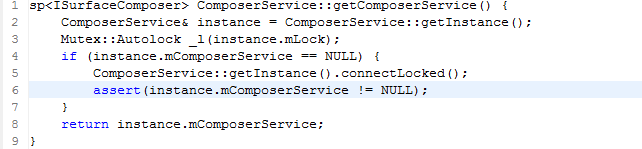 1 sp<ISurfaceComposer> ComposerService::getComposerService() {
2     ComposerService& instance = ComposerService::getInstance();
3     Mutex::Autolock _l(instance.mLock);
4     if (instance.mComposerService == NULL) {
5         ComposerService::getInstance().connectLocked();
6         assert(instance.mComposerService != NULL);
7     }
8     return instance.mComposerService;
9 }